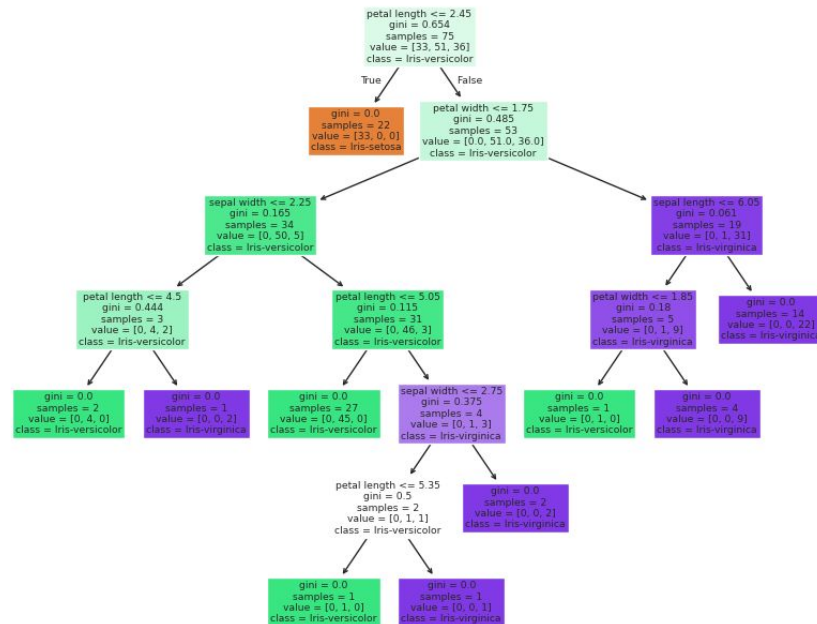 petal length <= 2.45
gini = 0.654
samples = 75
value = [33, 51, 36]
class = Iris-versicolor
True
False
gini = 0.0
samples = 22
value = [33, 0, 0]
class = Iris-setosa
petal width <= 1.75
gini = 0.485
samples = 53
value = [0.0, 51.0, 36.0]
class = Iris-versicolor
sepal width <= 2.25
gini = 0.165
samples = 34
value = [0, 50, 5]
class = Iris-versicolor
sepal length <= 6.05
gini = 0.061
samples = 19
value = [0, 1, 31]
class = Iris-virginica
petal length <= 4.5
gini = 0.444
samples = 3
value = [0, 4, 2]
class = Iris-versicolor
petal length <= 5.05
gini = 0.115
samples = 31
value = [0, 46, 3]
class = Iris-versicolor
petal width <= 1.85
gini = 0.18
samples = 5
value = [0, 1, 9]
class = Iris-virginica
gini = 0.0
samples = 14
value = [0, 0, 22]
class = Iris-virginica
gini = 0.0
samples = 2
value = [0, 4, 0]
class = Iris-versicolor
gini = 0.0
samples = 1
value = [0, 0, 2]
class = Iris-virginica
gini = 0.0
samples = 27
value = [0, 45, 0]
class = Iris-versicolor
sepal width <= 2.75
gini = 0.375
samples = 4
value = [0, 1, 3]
class = Iris-virginica
gini = 0.0
samples = 1
value = [0, 1, 0]
class = Iris-versicolor
gini = 0.0
samples = 4
value = [0, 0, 9]
class = Iris-virginica
petal length <= 5.35
gini = 0.5
samples = 2
value = [0, 1, 1]
class = Iris-versicolor
gini = 0.0
samples = 2
value = [0, 0, 2]
class = Iris-virginica
gini = 0.0
samples = 1
value = [0, 1, 0]
class = Iris-versicolor
gini = 0.0
samples = 1
value = [0, 0, 1]
class = Iris-virginica